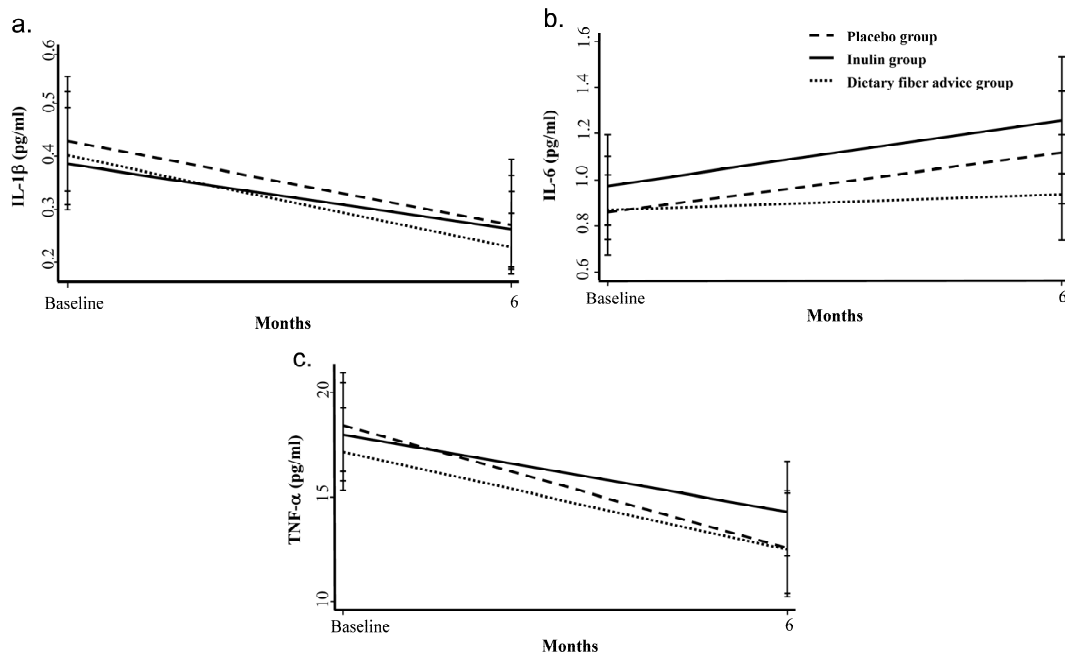 a.
IL-1β (pg/ml)
0.6
0.5
0.4
0.3
0.2
Baseline
6
Months
b.
IL-6 (pg/ml)
1.6
1.4
1.2
1.0
0.8
0.6
Placebo group
Inulin group
Dietary fiber advice group
Baseline
6
Months
c.
TNF-α (pg/ml)
20
15
10
Baseline
6
Months